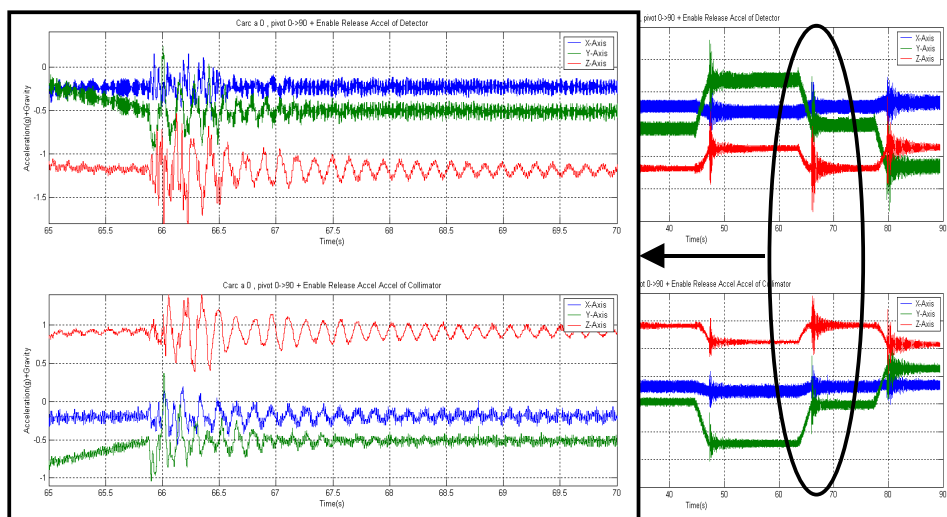 Carc a 0 , pivot 0->90 + Enable Release Accel of Detector
Acceleration(g)+Gravity
0
-0.5
-1
-1.5
X-Axis
Y-Axis
Z-Axis
65 65.5 66 66.5 67 67.5 68 68.5 69 69.5 70
Time(s)
, pivot 0->90 + Enable Release Accel of Detector
X-Axis
Y-Axis
Z-Axis
40 50 60 70 80 90
Time(s)
Carc a 0 , pivot 0->90 + Enable Release Accel Accel of Collimator
Acceleration(g)+Gravity
1
0.5
0
-0.5
-1
X-Axis
Y-Axis
Z-Axis
65 65.5 66 66.5 67 67.5 68 68.5 69 69.5 70
Time(s)
ot 0->90 + Enable Release Accel Accel of Collimator
X-Axis
Y-Axis
Z-Axis
40 50 60 70 80 90
Time(s)